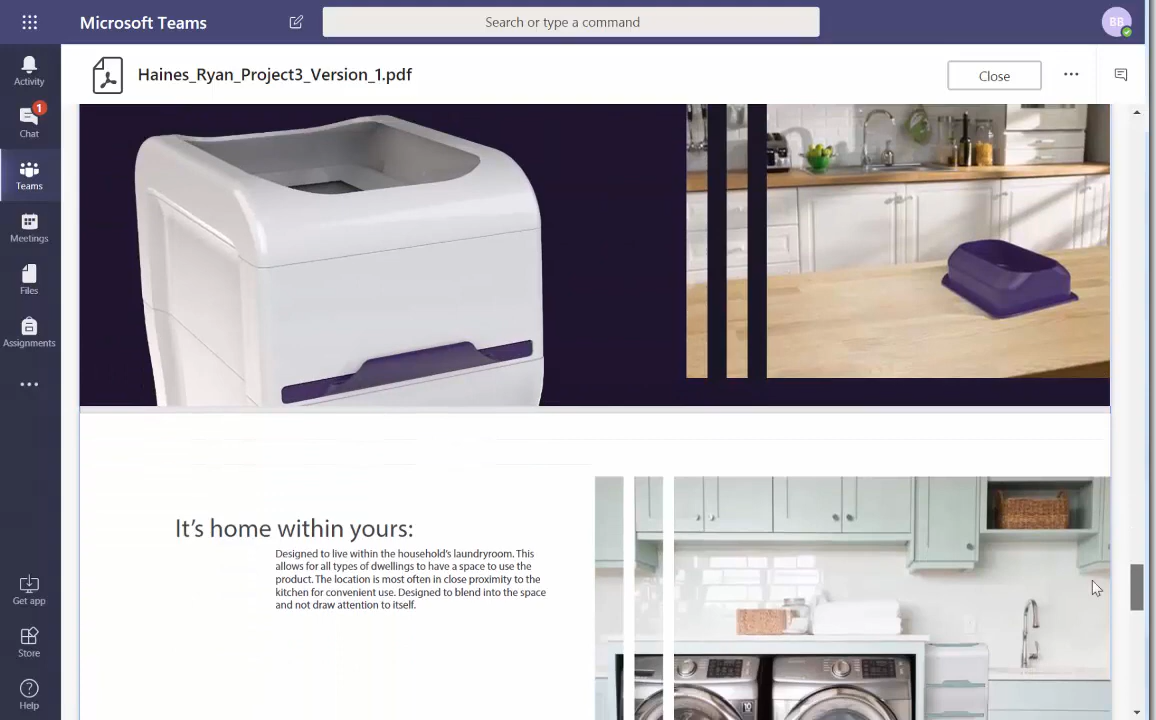 Microsoft Teams
Search or type a command
BB
Activity
Haines_Ryan_Project3_Version_1.pdf
Close
1
Chat
Teams
Meetings
Files
Assignments
It's home within yours:
Designed to live within the household's laundryroom. This
allows for all types of dwellings to have a space to use the
product. The location is most often in close proximity to the
kitchen for convenient use. Designed to blend into the space
and not draw attention to itself.
Get app
Store
Help